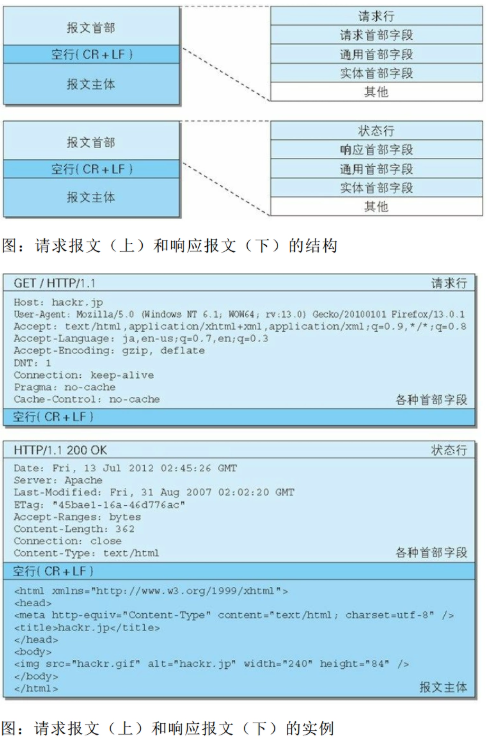 报文首部
空行(CR+LF)
报文主体
请求行
请求首部字段
通用首部字段
实体首部字段
其他
报文首部
空行(CR+LF)
报文主体
状态行
响应首部字段
通用首部字段
实体首部字段
其他
图：请求报文（上）和响应报文（下）的结构
GET / HTTP/1.1 请求行
Host: hackr.jp
User-Agent: Mozilla/5.0 (Windows NT 6.1; WOW64; rv:13.0) Gecko/20100101 Firefox/13.0.1
Accept: text/html,application/xhtml+xml,application/xml;q=0.9,*/*;q=0.8
Accept-Language: ja,en-us;q=0.7,en;q=0.3
Accept-Encoding: gzip, deflate
DNT: 1
Connection: keep-alive
Pragma: no-cache
Cache-Control: no-cache 各种首部字段
空行(CR+LF)
HTTP/1.1 200 OK 状态行
Date: Fri, 13 Jul 2012 02:45:26 GMT
Server: Apache
Last-Modified: Fri, 31 Aug 2007 02:02:20 GMT
ETag: "45bae1-16a-46d776ac"
Accept-Ranges: bytes
Content-Length: 362
Connection: close
Content-Type: text/html 各种首部字段
空行(CR+LF)
<html xmlns="http://www.w3.org/1999/xhtml">
<head>
<meta http-equiv="Content-Type" content="text/html; charset=utf-8" />
<title>hackr.jp</title>
</head>
<body>
<img src="hackr.gif" alt="hackr.jp" width="240" height="84" />
</body>
</html> 报文主体
图：请求报文（上）和响应报文（下）的实例